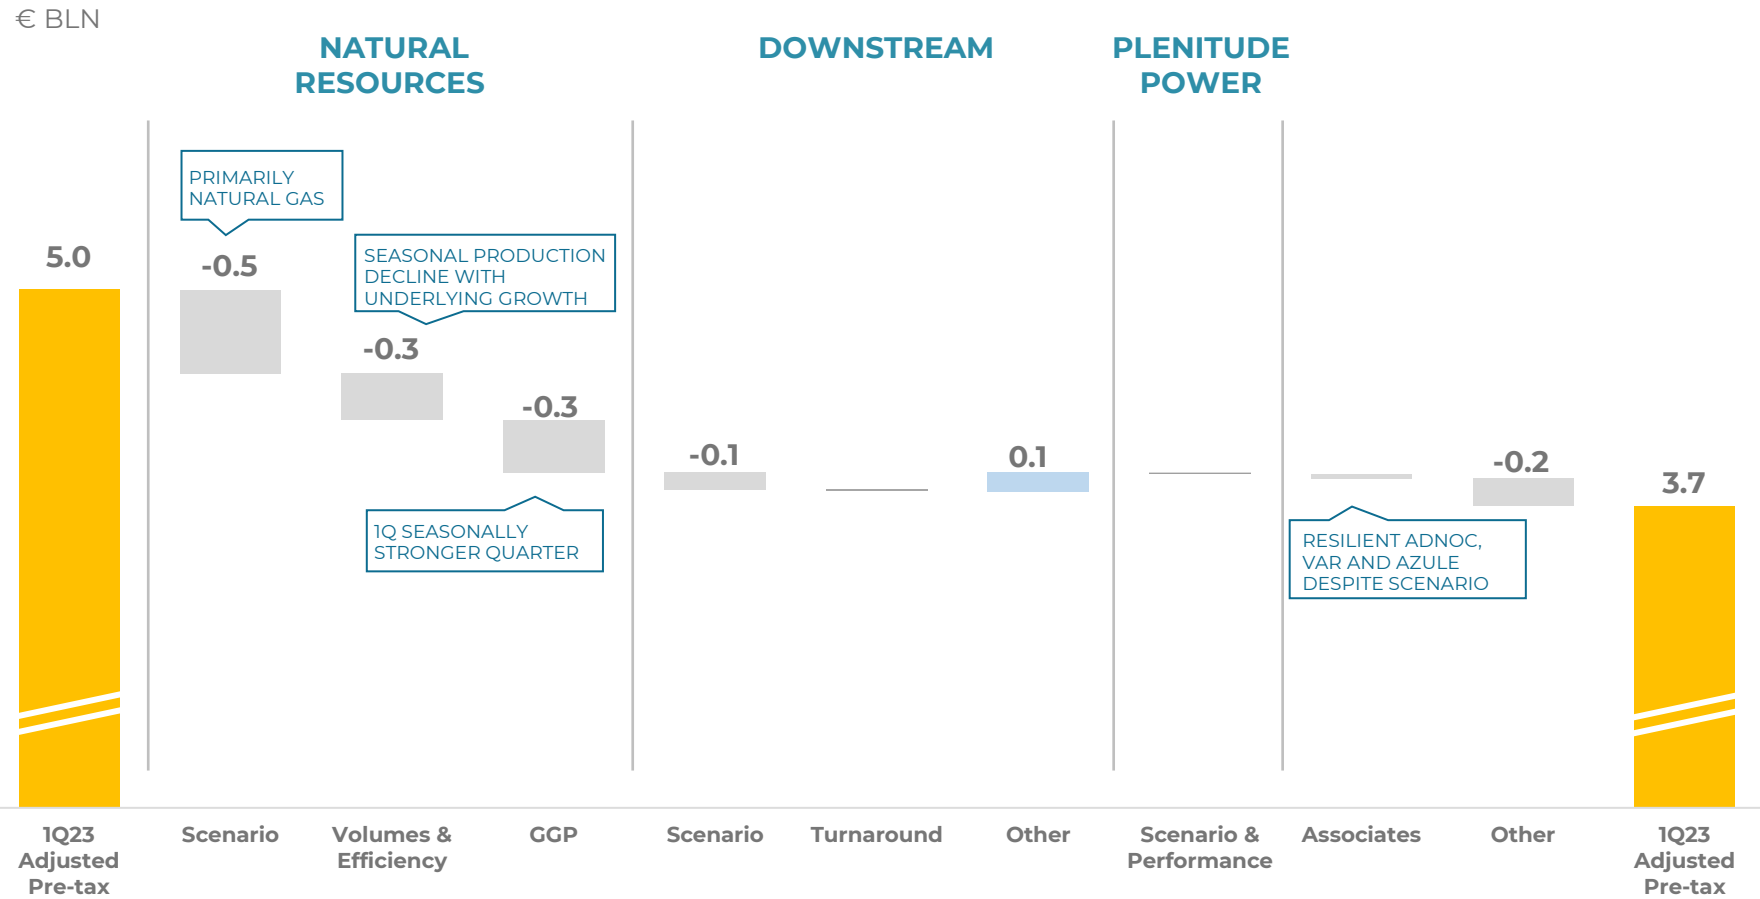 € BLN
NATURAL
RESOURCES
DOWNSTREAM
PLENITUDE
POWER
PRIMARILY
NATURAL GAS
SEASONAL PRODUCTION
DECLINE WITH
UNDERLYING GROWTH
5.0
-0.5
-0.3
-0.3
-0.1
0.1
-0.2
3.7
1Q SEASONALLY
STRONGER QUARTER
RESILIENT ADNOC,
VAR AND AZULE
DESPITE SCENARIO
1Q23
Adjusted
Pre-tax
Scenario
Volumes &
Efficiency
GGP
Scenario
Turnaround
Other
Scenario &
Performance
Associates
Other
1Q23
Adjusted
Pre-tax